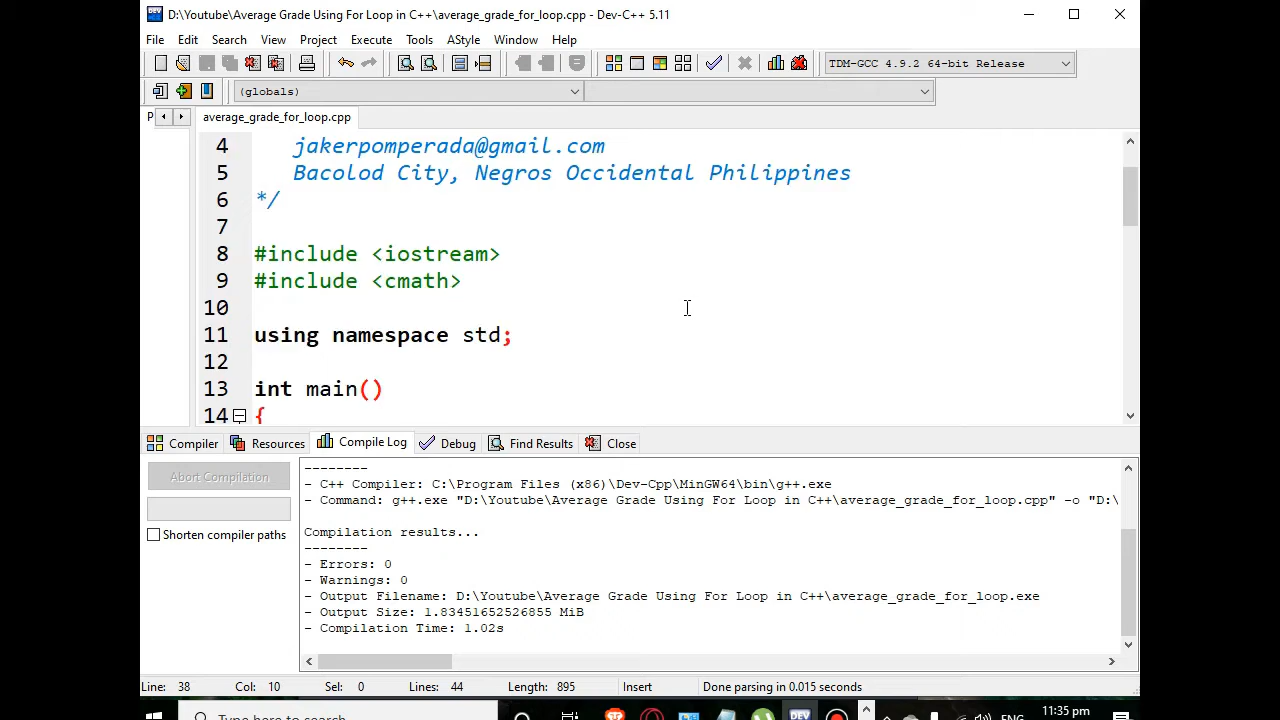 D:\Youtube\Average Grade Using For Loop in C++\average_grade_for_loop.cpp - Dev-C++ 5.11
File Edit Search View Project Execute Tools AStyle Window Help
TDM-GCC 4.9.2 64-bit Release
(globals)
P average_grade_for_loop.cpp
4 jakerpomperada@gmail.com
5 Bacolod City, Negros Occidental Philippines
6 */
7
8 #include <iostream>
9 #include <cmath>
10
11 using namespace std;
12
13 int main()
14 {
Compiler Resources Compile Log Debug Find Results Close
Abort Compilation
Shorten compiler paths
--------
- C++ Compiler: C:\Program Files (x86)\Dev-Cpp\MinGW64\bin\g++.exe
- Command: g++.exe "D:\Youtube\Average Grade Using For Loop in C++\average_grade_for_loop.cpp" -o "D:\
Compilation results...
--------
- Errors: 0
- Warnings: 0
- Output Filename: D:\Youtube\Average Grade Using For Loop in C++\average_grade_for_loop.exe
- Output Size: 1.83451652526855 MiB
- Compilation Time: 1.02s
Line: 38 Col: 10 Sel: 0 Lines: 44 Length: 895 Insert Done parsing in 0.015 seconds
Type here to search
ENG
11:35 pm